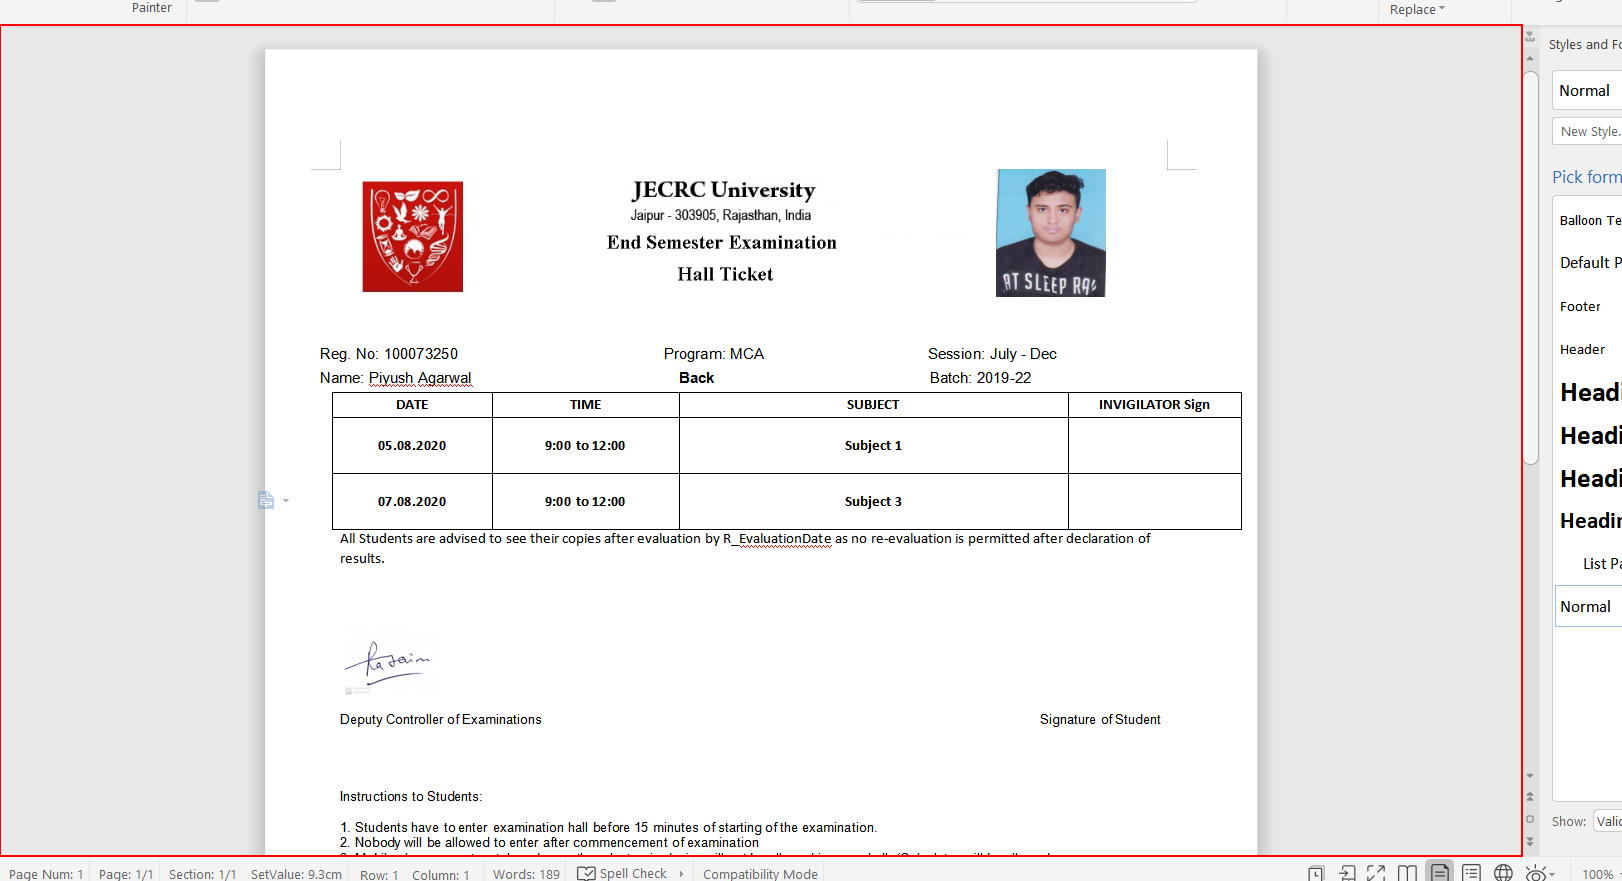 Painter
Replace
Styles and Fo
Normal
New Style.
Pick form
Balloon Te
Default P
Footer
Header
Headi
Headi
Headi
Headin
List Pa
Normal
Show: Valid
JECRC University
Jaipur - 303905, Rajasthan, India
End Semester Examination
Hall Ticket
AT SLEEP
Reg. No: 100073250 Program: MCA Session: July - Dec
Name: Piyush Agarwal Back Batch: 2019-22
DATE TIME SUBJECT INVIGILATOR Sign
05.08.2020 9:00 to 12:00 Subject 1
07.08.2020 9:00 to 12:00 Subject 3
All Students are advised to see their copies after evaluation by R_EvaluationDate as no re-evaluation is permitted after declaration of
results.
Deputy Controller of Examinations Signature of Student
Instructions to Students:
1. Students have to enter examination hall before 15 minutes of starting of the examination.
2. Nobody will be allowed to enter after commencement of examination
Page Num: 1 Page: 1/1 Section: 1/1 SetValue: 9.3cm Row: 1 Column: 1 Words: 189 Spell Check Compatibility Mode 100%